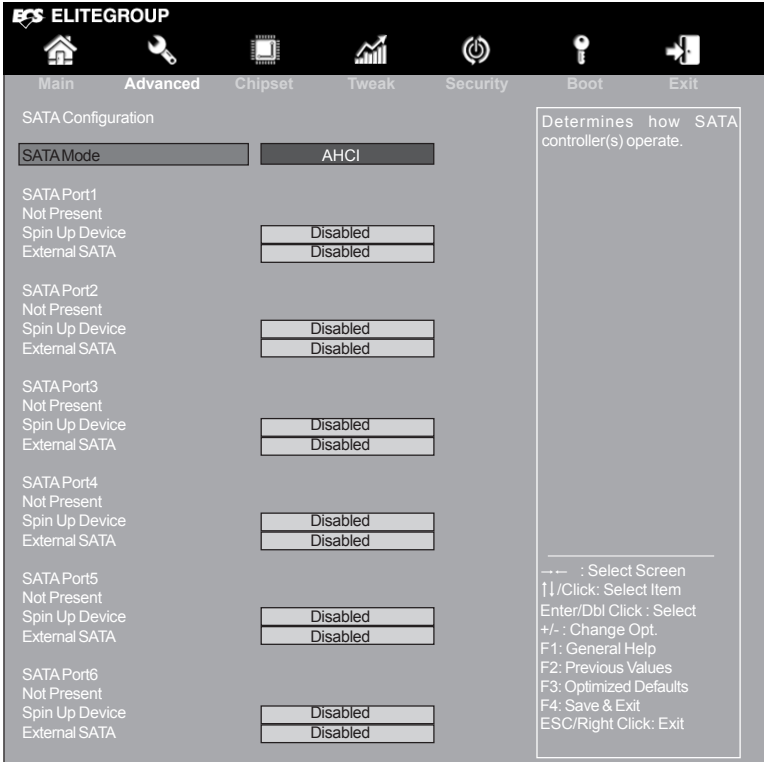 ECS ELITEGROUP
Main Advanced Chipset Tweak Security Boot Exit
SATA Configuration
SATA Mode AHCI
SATA Port1
Not Present
Spin Up Device Disabled
External SATA Disabled
SATA Port2
Not Present
Spin Up Device Disabled
External SATA Disabled
SATA Port3
Not Present
Spin Up Device Disabled
External SATA Disabled
SATA Port4
Not Present
Spin Up Device Disabled
External SATA Disabled
SATA Port5
Not Present
Spin Up Device Disabled
External SATA Disabled
SATA Port6
Not Present
Spin Up Device Disabled
External SATA Disabled
Determines how SATA
controller(s) operate.
→← : Select Screen
↑↓/Click: Select Item
Enter/Dbl Click : Select
+/- : Change Opt.
F1: General Help
F2: Previous Values
F3: Optimized Defaults
F4: Save & Exit
ESC/Right Click: Exit